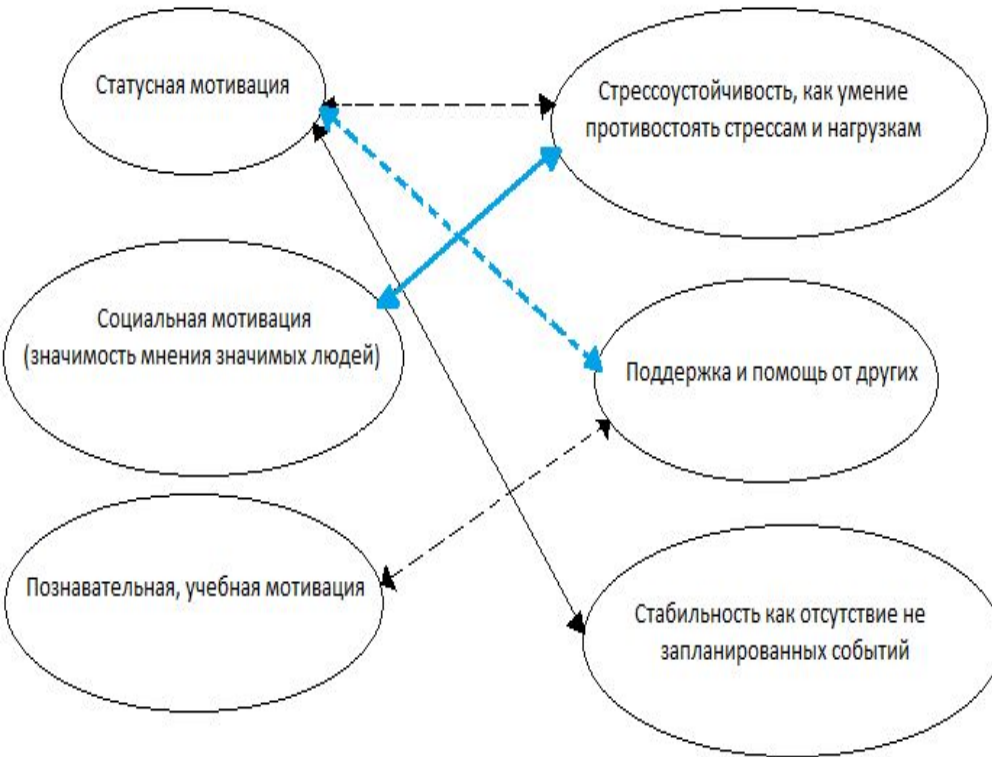 Статусная мотивация
Стрессоустойчивость, как умение
противостоять стрессам и нагрузкам
Социальная мотивация
(значимость мнения значимых людей)
Поддержка и помощь от других
Познавательная, учебная мотивация
Стабильность как отсутствие не
запланированных событий